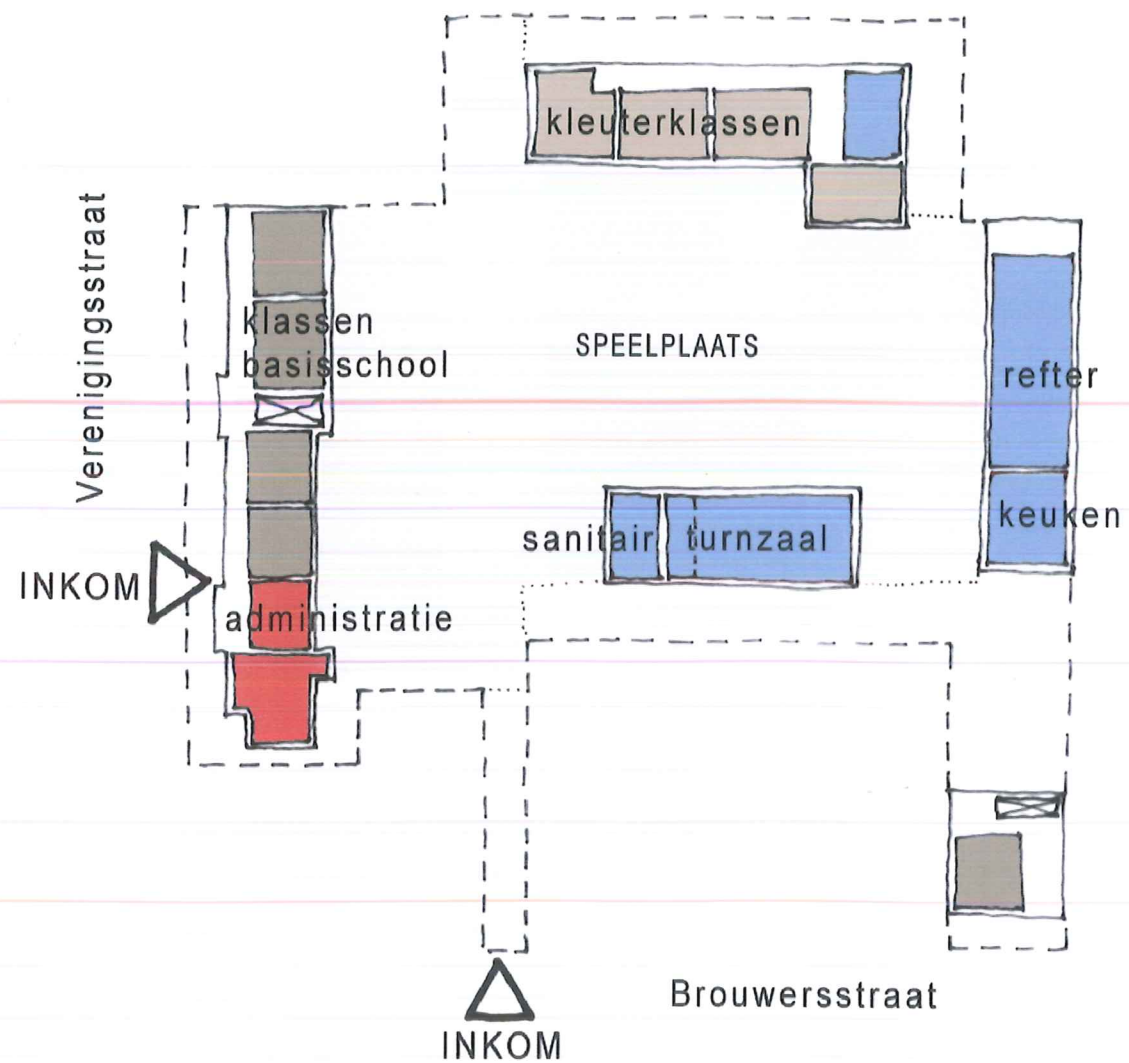 kleuterklassen
Verenigingsstraat
klassen
basisschool
SPEELPLAATS
refter
keuken
sanitair
turnzaal
INKOM
administratie
Brouwersstraat
INKOM